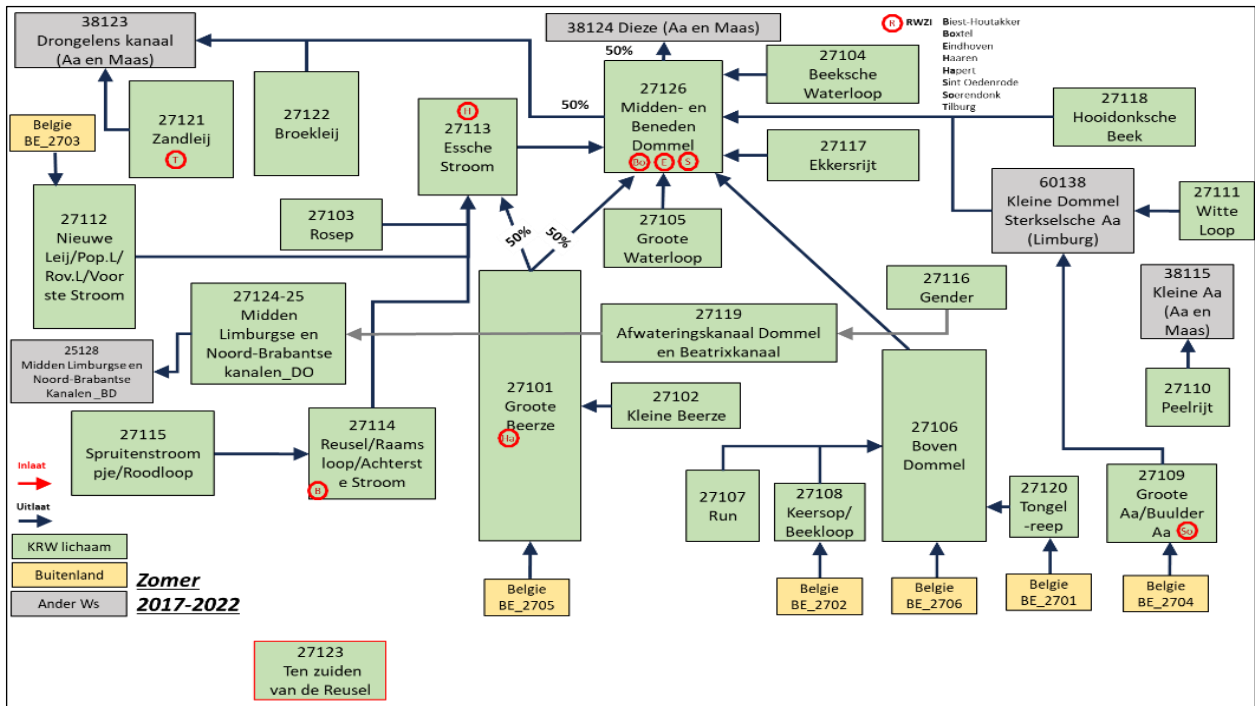 38123
Drongelens kanaal
(Aa en Maas)
38124 Dieze (Aa en Maas)
50%
R
RWZI
Biest-Houtakker
Boxtel
Eindhoven
Haaren
Hapert
Sint Oedenrode
Soerendonk
Tilburg
27104
Beeksche
Waterloop
27126
Midden- en
Beneden
Dommel
Bo
E
S
50%
27118
Hooidonksche
Beek
27122
Broekleij
27121
Zandleij
T
Belgie
BE_2703
H
27113
Essche
Stroom
27117
Ekkersrijt
60138
Kleine Dommel
Sterkselsche Aa
(Limburg)
27111
Witte
Loop
27112
Nieuwe
Leij/Pop.L/
Rov.L/Voor
ste Stroom
27103
Rosep
27105
Groote
Waterloop
50%
50%
27116
Gender
38115
Kleine Aa
(Aa en
Maas)
27124-25
Midden
Limburgse en
Noord-Brabantse
kanalen_DO
27119
Afwateringskanaal Dommel
en Beatrixkanaal
25128
Midden Limburgse en
Noord-Brabantse
Kanalen _BD
27101
Groote
Beerze
Ha
27102
Kleine Beerze
27110
Peelrijt
27106
Boven
Dommel
27115
Spruitenstroom
pje/Roodloop
27114
Reusel/Raams
loop/Achterst
e Stroom
B
27107
Run
27108
Keersop/
Beekloop
27120
Tongel
-reep
27109
Groote
Aa/Buulder
Aa
So
Inlaat
Uitlaat
KRW lichaam
Buitenland
Ander Ws
Zomer
2017-2022
Belgie
BE_2705
Belgie
BE_2702
Belgie
BE_2706
Belgie
BE_2701
Belgie
BE_2704
27123
Ten zuiden
van de Reusel